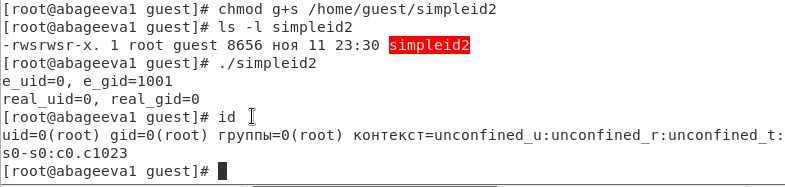 [root@abageeva1 guest]# chmod g+s /home/guest/simpleid2
[root@abageeva1 guest]# ls -l simpleid2
-rwsrwsr-x. 1 root guest 8656 ноя 11 23:30 simpleid2
[root@abageeva1 guest]# ./simpleid2
e_uid=0, e_gid=1001
real_uid=0, real_gid=0
[root@abageeva1 guest]# id
uid=0(root) gid=0(root) группы=0(root) контекст=unconfined_u:unconfined_r:unconfined_t:
s0-s0:c0.c1023
[root@abageeva1 guest]#